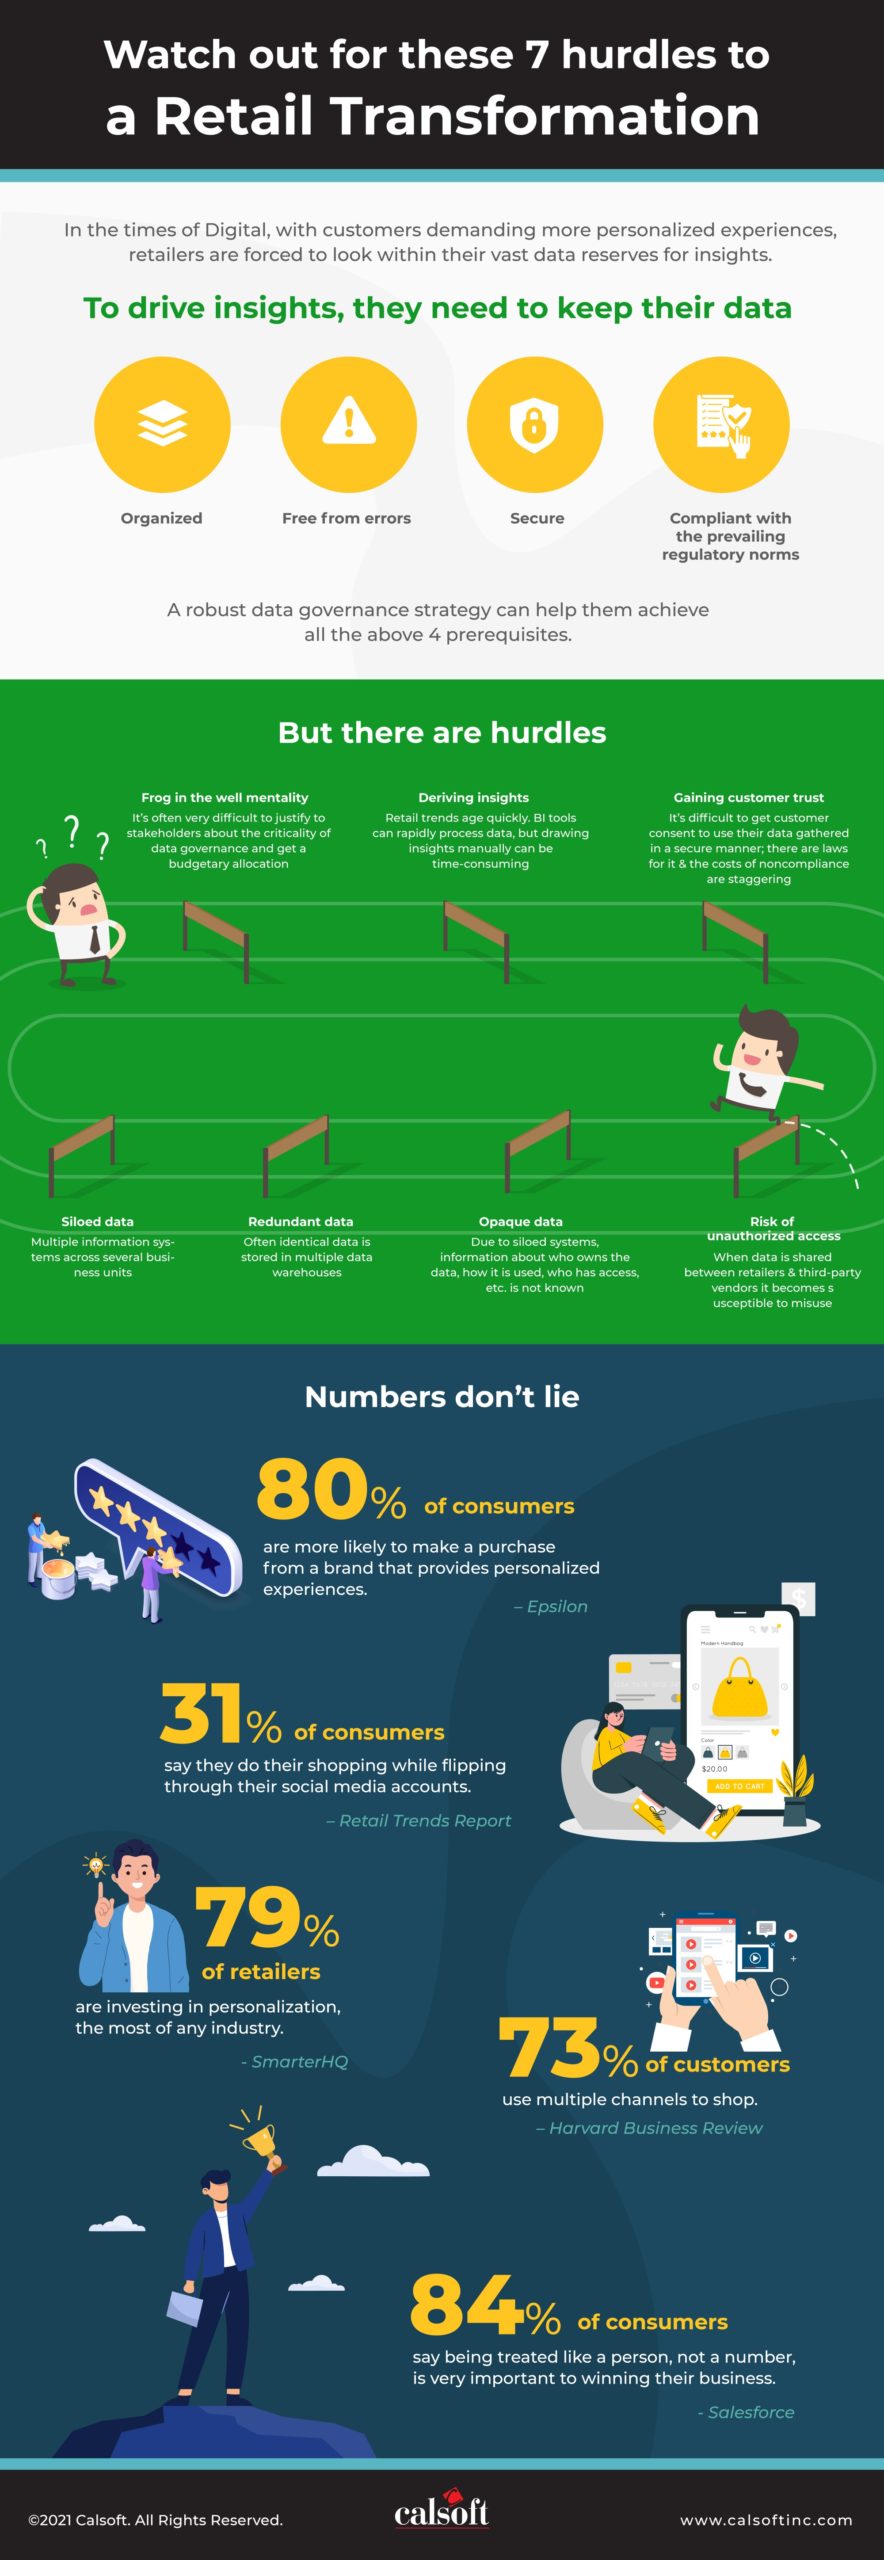 Watch out for these 7 hurdles to
a Retail Transformation
In the times of Digital, with customers demanding more personalized experiences,
retailers are forced to look within their vast data reserves for insights.
To drive insights, they need to keep their data
Organized
Free from errors
Secure
Compliant with
the prevailing
regulatory norms
A robust data governance strategy can help them achieve
all the above 4 prerequisites.
But there are hurdles
Frog in the well mentality
It's often very difficult to justify to
stakeholders about the criticality of
data governance and get a
budgetary allocation
Deriving insights
Retail trends age quickly. BI tools
can rapidly process data, but drawing
insights manually can be
time-consuming
Gaining customer trust
It's difficult to get customer
consent to use their data gathered
in a secure manner; there are laws
for it & the costs of noncompliance
are staggering
? ? ?
Siloed data
Multiple information sys-
tems across several busi-
ness units
Redundant data
Often identical data is
stored in multiple data
warehouses
Opaque data
Due to siloed systems,
information about who owns the
data, how it is used, who has access,
etc. is not known
Risk of
unauthorized access
When data is shared
between retailers & third-party
vendors it becomes s
usceptible to misuse
Numbers don't lie
80% of consumers
are more likely to make a purchase
from a brand that provides personalized
experiences.
– Epsilon
$
Modern Handbag
Color
$20.00
ADD TO CART
31% of consumers
say they do their shopping while flipping
through their social media accounts.
– Retail Trends Report
79%
of retailers
are investing in personalization,
the most of any industry.
- SmarterHQ
73% of customers
use multiple channels to shop.
– Harvard Business Review
84% of consumers
say being treated like a person, not a number,
is very important to winning their business.
- Salesforce
©2021 Calsoft. All Rights Reserved.
calsoft
www.calsoftinc.com